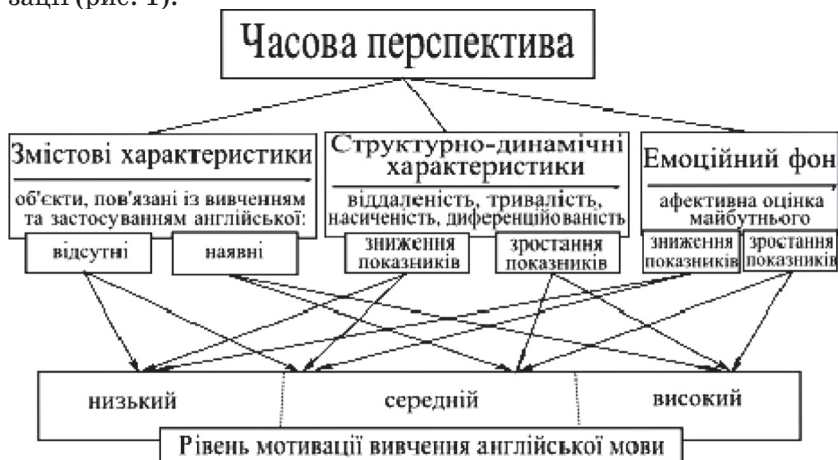 зації (рис. 1).
Часова перспектива
Змістові характеристики
об'єкти, пов'язані із вивченням
та застосуванням англійської:
відсутні
наявні
Структурно-динамічні
характеристики
віддаленість, тривалість,
насиченість, диференційованість
зниження
показників
зростання
показників
Емоційний фон
афективна оцінка
майбутнього
зниження
показників
зростання
показників
низький
середній
високий
Рівень мотивації вивчення англійської мови